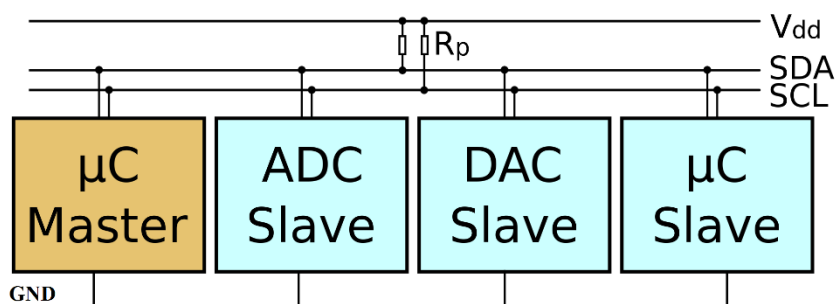 Vdd
Rp
SDA
SCL
µC
Master
ADC
Slave
DAC
Slave
µC
Slave
GND